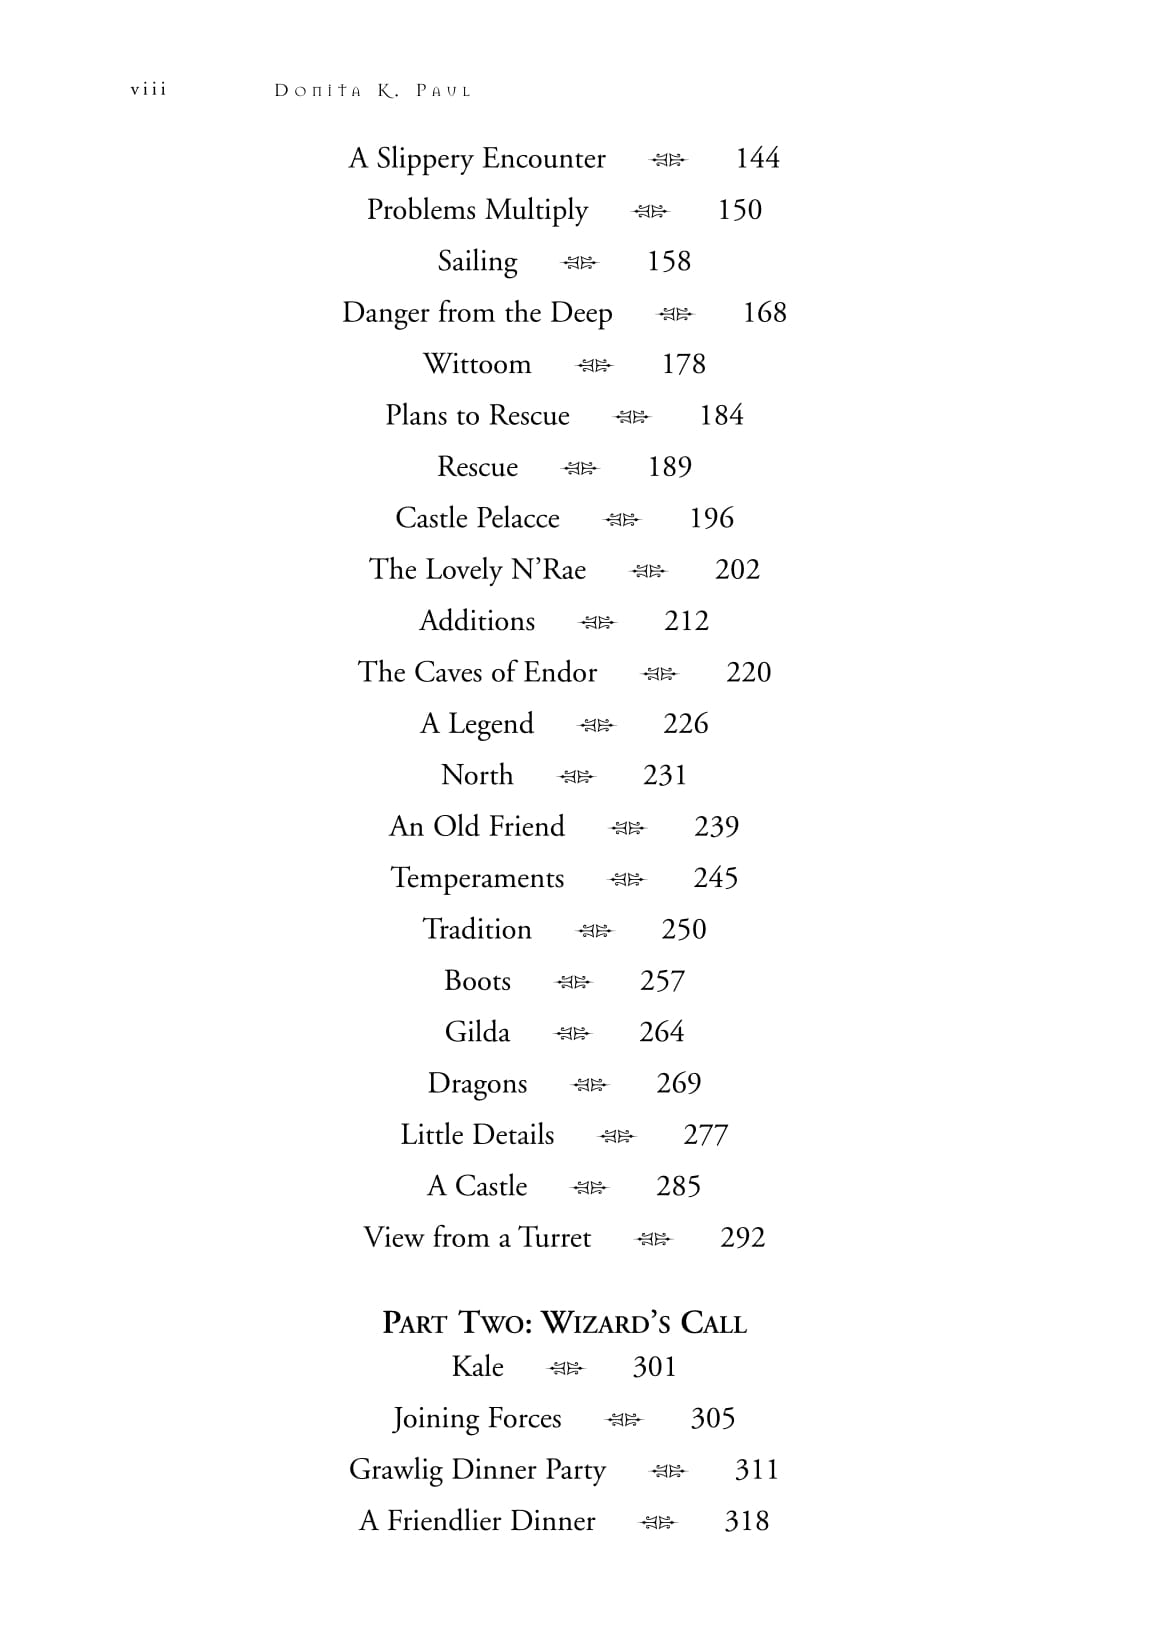 viii Donita K. Paul
A Slippery Encounter 144
Problems Multiply 150
Sailing 158
Danger from the Deep 168
Wittoom 178
Plans to Rescue 184
Rescue 189
Castle Pelacce 196
The Lovely N’Rae 202
Additions 212
The Caves of Endor 220
A Legend 226
North 231
An Old Friend 239
Temperaments 245
Tradition 250
Boots 257
Gilda 264
Dragons 269
Little Details 277
A Castle 285
View from a Turret 292
Part Two: Wizard’s Call
Kale 301
Joining Forces 305
Grawlig Dinner Party 311
A Friendlier Dinner 318